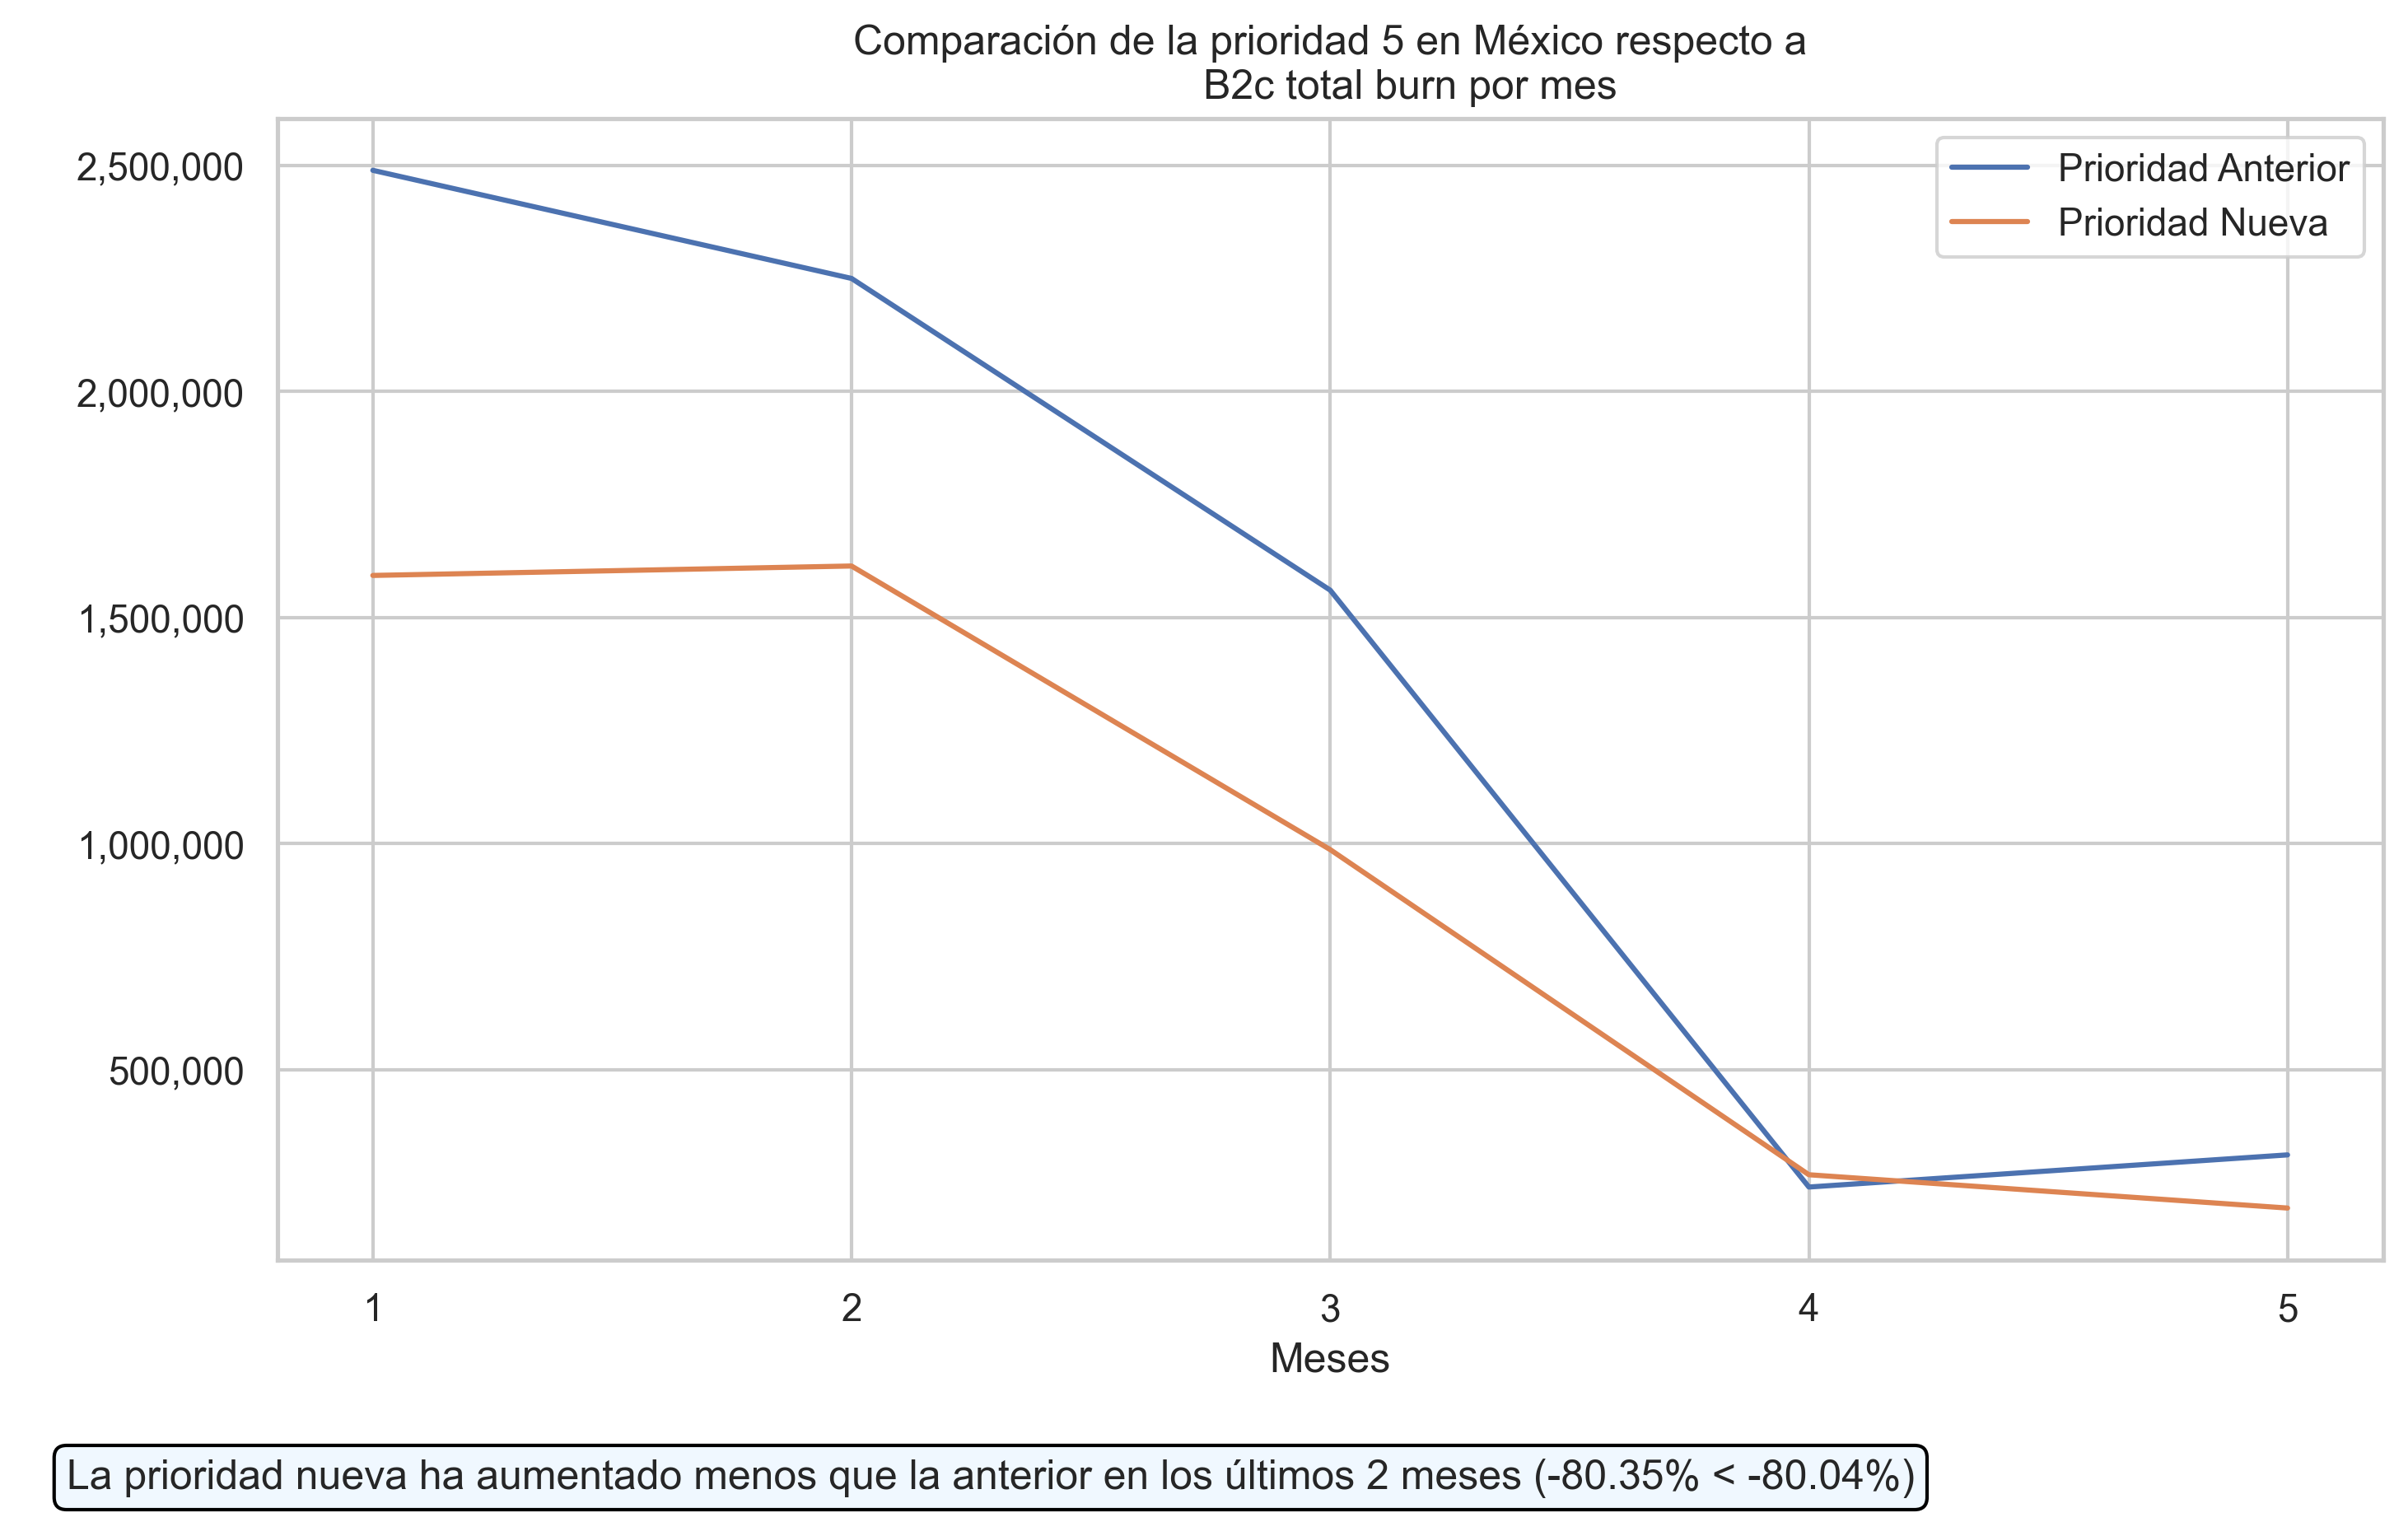 Comparación de la prioridad 5 en México respecto a
B2c total burn por mes
2,500,000
2,000,000
1,500,000
1,000,000
500,000
Prioridad Anterior
Prioridad Nueva
1
2
3
4
5
Meses
La prioridad nueva ha aumentado menos que la anterior en los últimos 2 meses (-80.35% < -80.04%)